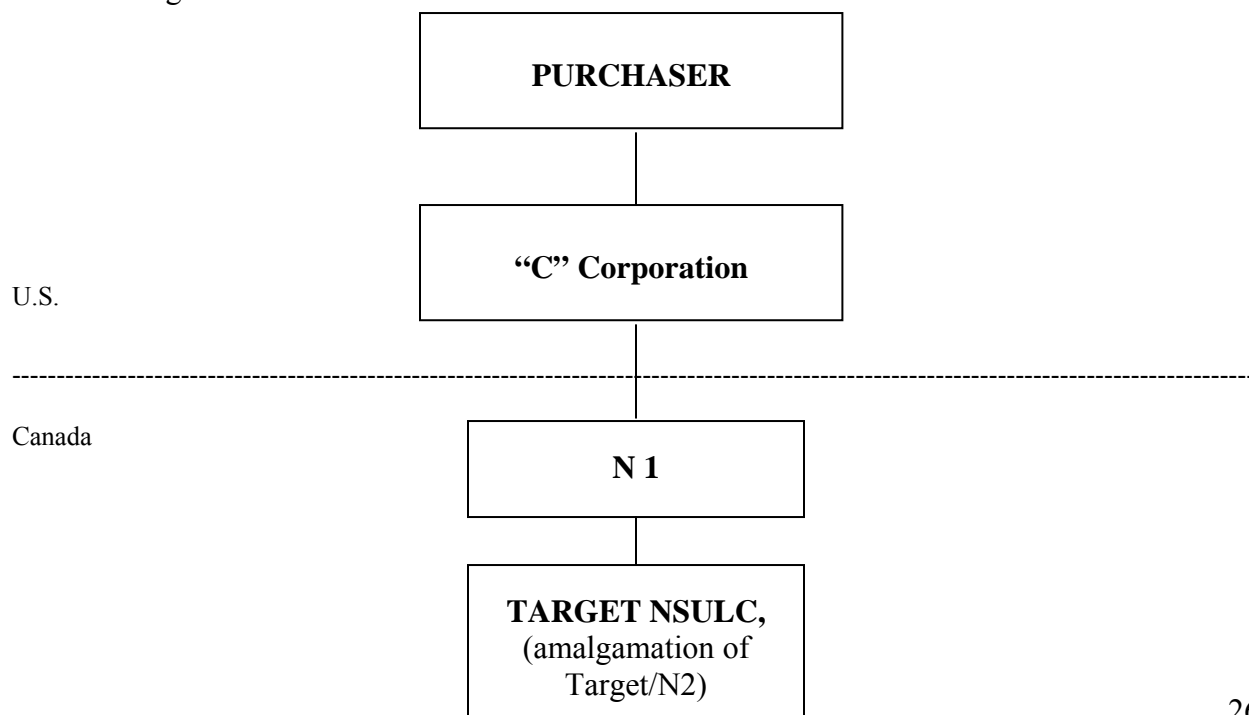 PURCHASER
“C” Corporation
U.S.
Canada
N 1
TARGET NSULC,
(amalgamation of
Target/N2)